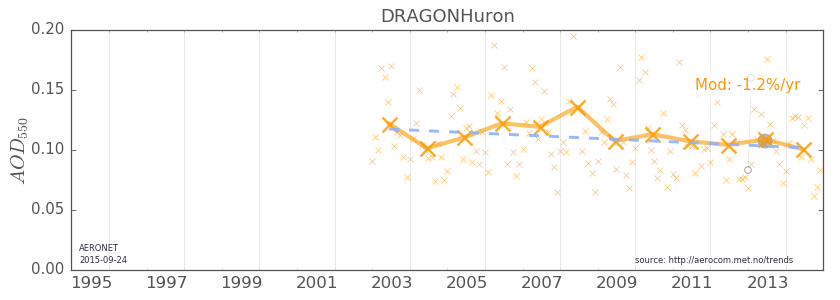 DRAGONHuron
0.20
0.15
0.10
0.05
0.00
AOD550
Mod: -1.2%/yr
AERONET
2015-09-24
source: http://aerocom.met.no/trends
1995 1997 1999 2001 2003 2005 2007 2009 2011 2013